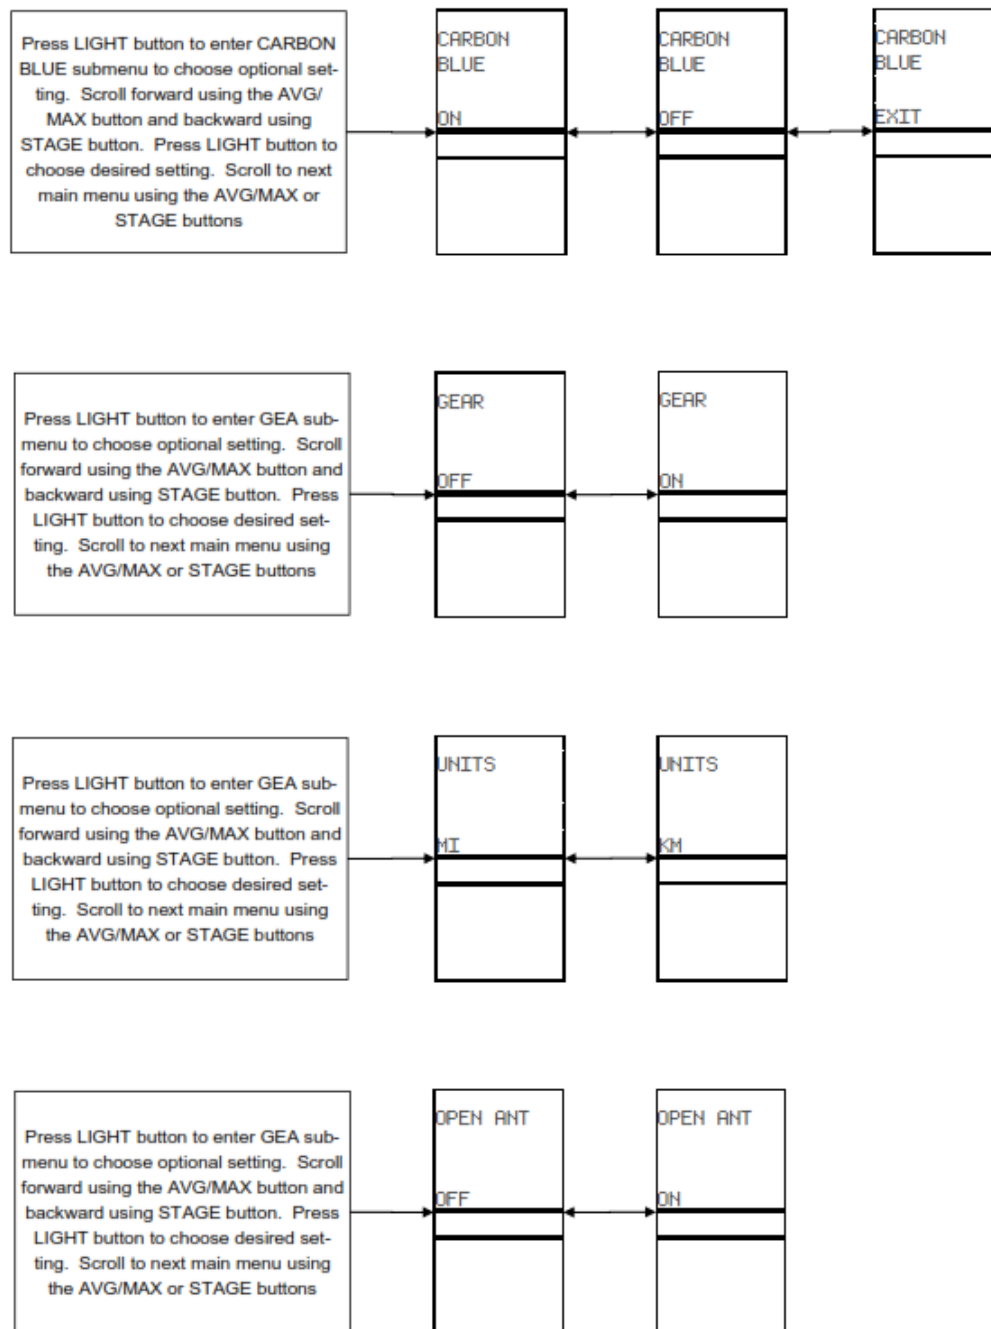 Press LIGHT button to enter CARBON
BLUE submenu to choose optional set-
ting.  Scroll forward using the AVG/
MAX button and backward using
STAGE button.  Press LIGHT button to
choose desired setting.  Scroll to next
main menu using the AVG/MAX or
STAGE buttons
CARBON
BLUE
ON
CARBON
BLUE
OFF
CARBON
BLUE
EXIT
Press LIGHT button to enter GEA sub-
menu to choose optional setting.  Scroll
forward using the AVG/MAX button and
backward using STAGE button.  Press
LIGHT button to choose desired set-
ting.  Scroll to next main menu using
the AVG/MAX or STAGE buttons
GEAR
OFF
GEAR
ON
Press LIGHT button to enter GEA sub-
menu to choose optional setting.  Scroll
forward using the AVG/MAX button and
backward using STAGE button.  Press
LIGHT button to choose desired set-
ting.  Scroll to next main menu using
the AVG/MAX or STAGE buttons
UNITS
MI
UNITS
KM
Press LIGHT button to enter GEA sub-
menu to choose optional setting.  Scroll
forward using the AVG/MAX button and
backward using STAGE button.  Press
LIGHT button to choose desired set-
ting.  Scroll to next main menu using
the AVG/MAX or STAGE buttons
OPEN ANT
OFF
OPEN ANT
ON